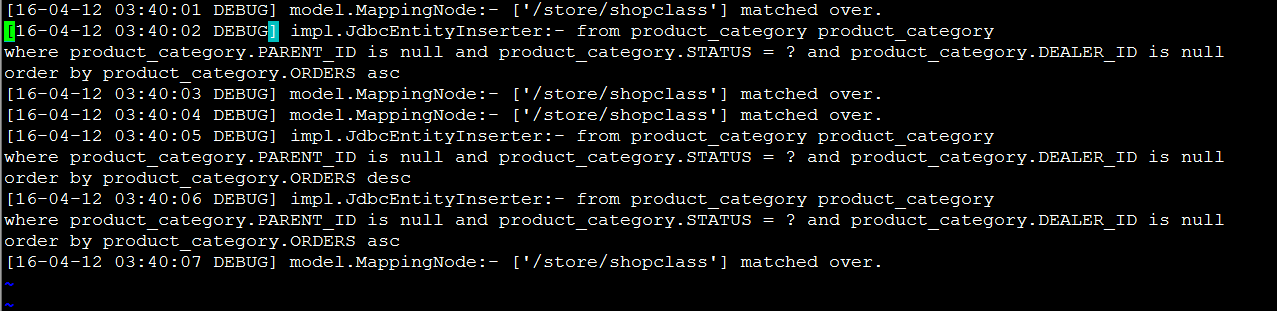 [16-04-12 03:40:01 DEBUG] model.MappingNode:- ['/store/shopclass'] matched over.
[16-04-12 03:40:02 DEBUG] impl.JdbcEntityInserter:- from product_category product_category
where product_category.PARENT_ID is null and product_category.STATUS = ? and product_category.DEALER_ID is null
order by product_category.ORDERS asc
[16-04-12 03:40:03 DEBUG] model.MappingNode:- ['/store/shopclass'] matched over.
[16-04-12 03:40:04 DEBUG] model.MappingNode:- ['/store/shopclass'] matched over.
[16-04-12 03:40:05 DEBUG] impl.JdbcEntityInserter:- from product_category product_category
where product_category.PARENT_ID is null and product_category.STATUS = ? and product_category.DEALER_ID is null
order by product_category.ORDERS desc
[16-04-12 03:40:06 DEBUG] impl.JdbcEntityInserter:- from product_category product_category
where product_category.PARENT_ID is null and product_category.STATUS = ? and product_category.DEALER_ID is null
order by product_category.ORDERS asc
[16-04-12 03:40:07 DEBUG] model.MappingNode:- ['/store/shopclass'] matched over.
~
~